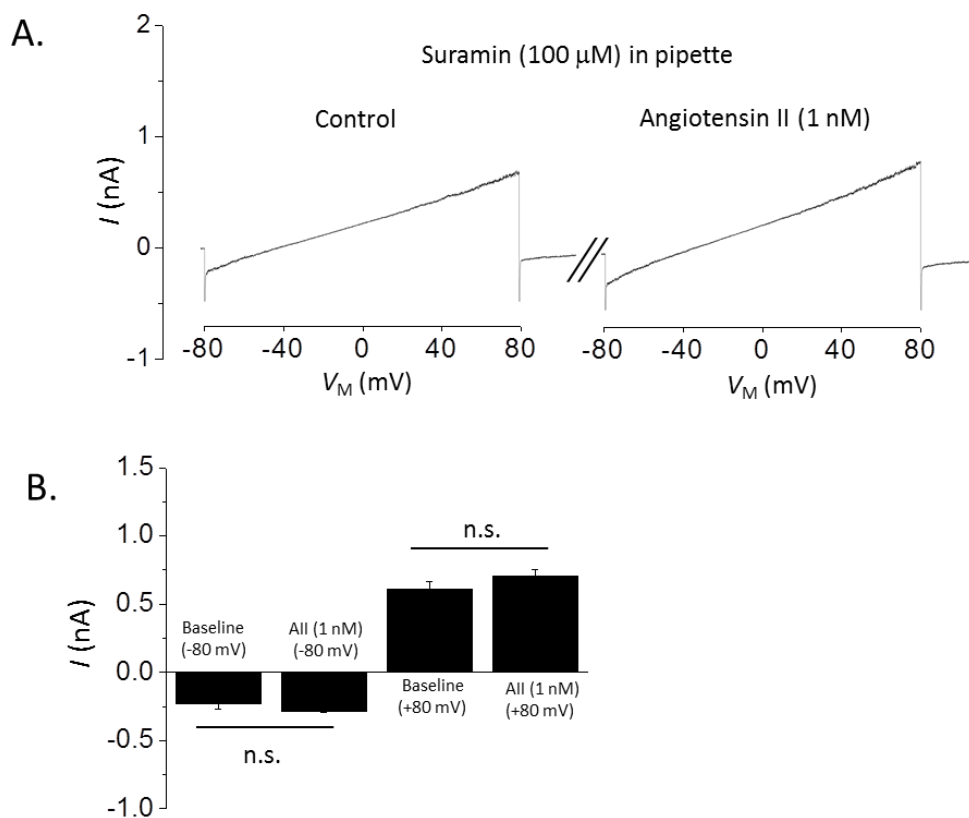 A.
Suramin (100 μM) in pipette
Control
Angiotensin II (1 nM)
I (nA)
2
1
0
-1
-80 -40 0 40 80
-80 -40 0 40 80
VM (mV)
VM (mV)
B.
I (nA)
1.5
1.0
0.5
0.0
-0.5
-1.0
n.s.
Baseline
(-80 mV)
AII (1 nM)
(-80 mV)
Baseline
(+80 mV)
AII (1 nM)
(+80 mV)
n.s.